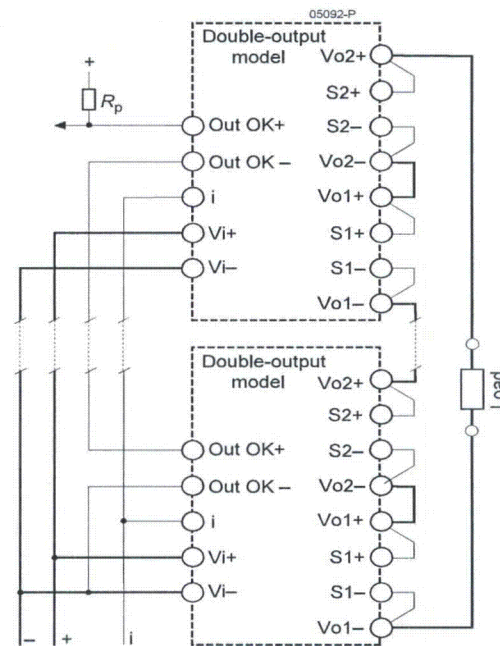 05092-P
Double-output
model
Vo2+
S2+
+
Rp
Out OK+
S2–
Out OK –
Vo2–
i
Vo1+
Vi+
S1+
Vi–
S1–
Vo1–
Double-output
model
Vo2+
S2+
Load
Out OK+
S2–
Out OK –
Vo2–
i
Vo1+
Vi+
S1+
Vi–
S1–
Vo1–
– + i